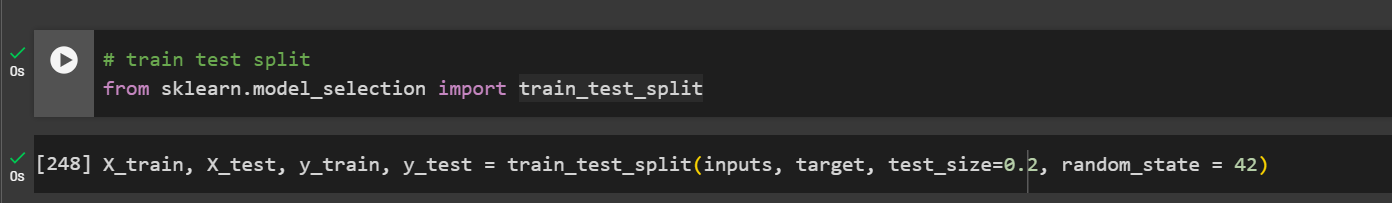 # train test split
0s
from sklearn.model_selection import train_test_split
[248] X_train, X_test, y_train, y_test = train_test_split(inputs, target, test_size=0.2, random_state = 42)
0s